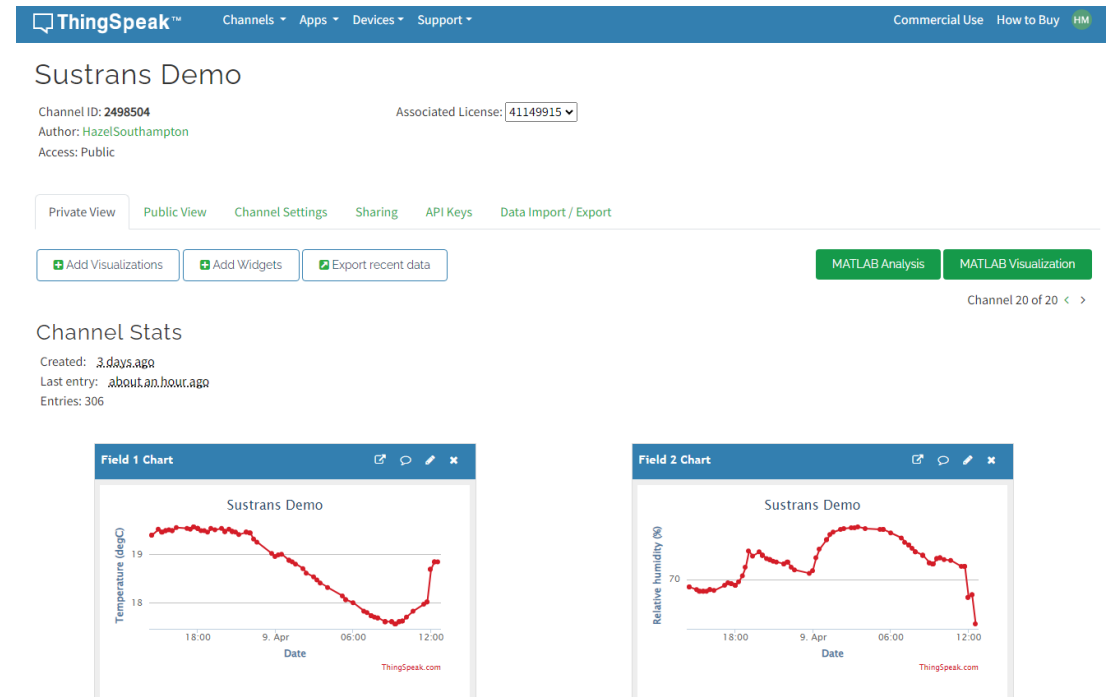 ThingSpeak™ Channels Apps Devices Support Commercial Use How to Buy HM
Sustrans Demo
Channel ID: 2498504 Associated License: 41149915
Author: HazelSouthampton
Access: Public
Private View Public View Channel Settings Sharing API Keys Data Import / Export
Add Visualizations Add Widgets Export recent data MATLAB Analysis MATLAB Visualization
Channel 20 of 20 < >
Channel Stats
Created: 3 days ago
Last entry: about an hour ago
Entries: 306
Field 1 Chart
Sustrans Demo
Temperature (degC)
19
18
18:00 9. Apr 06:00 12:00
Date
ThingSpeak.com
Field 2 Chart
Sustrans Demo
Relative humidity (%)
70
18:00 9. Apr 06:00 12:00
Date
ThingSpeak.com